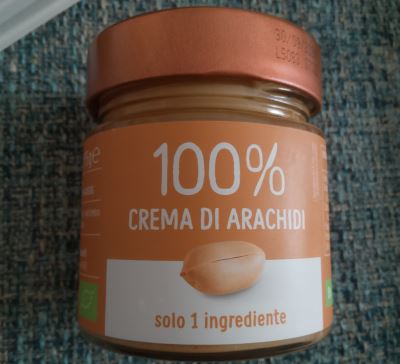 100%
CREMA DI ARACHIDI
solo 1 ingrediente